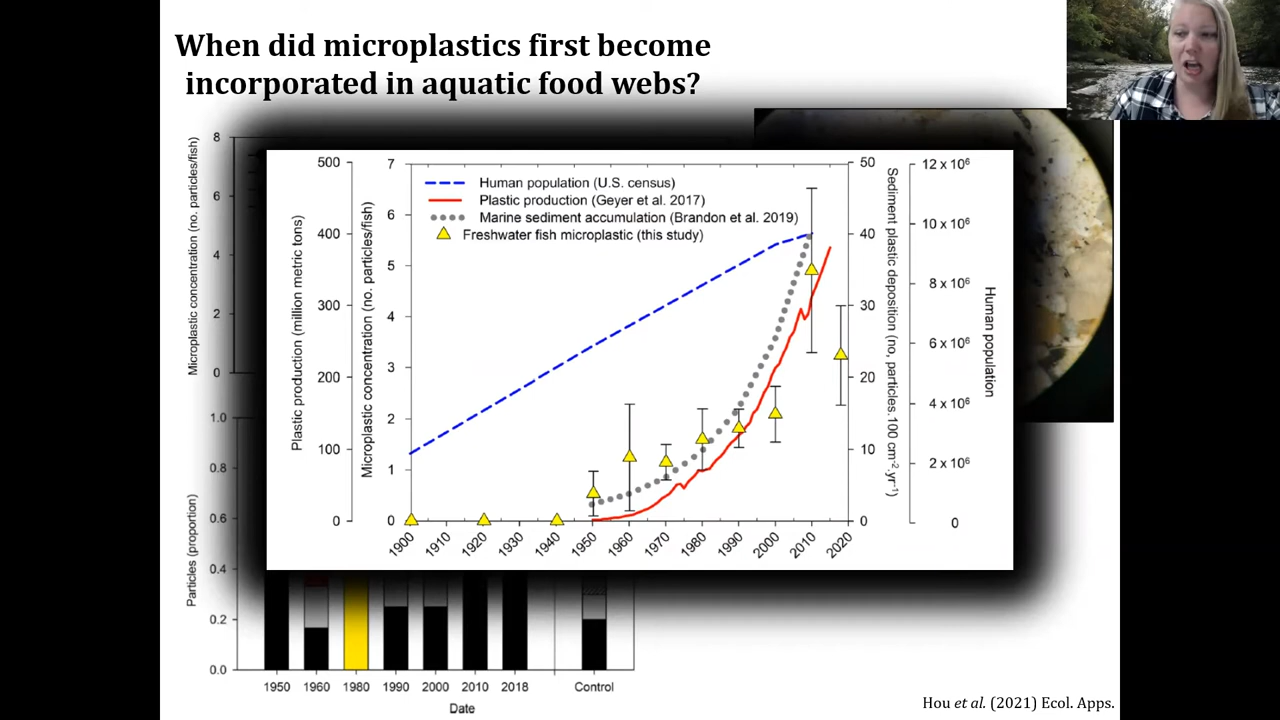 When did microplastics first become
incorporated in aquatic food webs?
Microplastic concentration (no. particles/fish)
8
6
4
2
0
Particles (proportion)
1.0
0.8
0.6
0.4
0.2
0.0
1950 1960 1980 1990 2000 2010 2018 Control
Date
Plastic production (million metric tons)
500
400
300
200
100
0
Microplastic concentration (no. particles/fish)
7
6
5
4
3
2
1
0
Human population (U.S. census)
Plastic production (Geyer et al. 2017)
Marine sediment accumulation (Brandon et al. 2019)
Freshwater fish microplastic (this study)
50
40
30
20
10
0
Sediment plastic deposition (no, particles.100 cm⁻².yr⁻¹)
12 x 10⁶
10 x 10⁶
8 x 10⁶
6 x 10⁶
4 x 10⁶
2 x 10⁶
0
Human population
1900 1910 1920 1930 1940 1950 1960 1970 1980 1990 2000 2010 2020
Hou et al. (2021) Ecol. Apps.